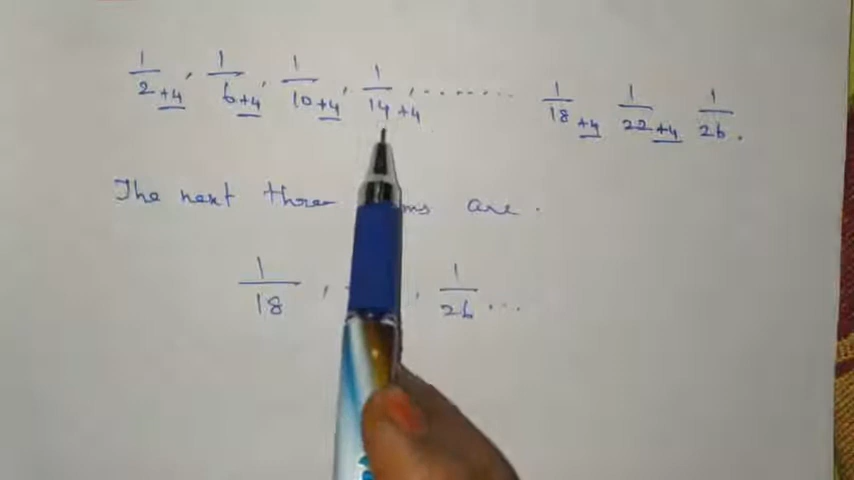 1/2 +4, 1/6 +4, 1/10 +4, 1/14 +4, ........ 1/18 +4 1/22 +4 1/26.
The next three are.
1/18, , 1/26 ...